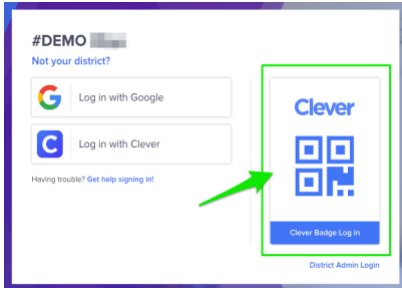 #DEMO
Not your district?
Log in with Google
Log in with Clever
Having trouble? Get help signing in!
Clever
Clever Badge Log in
District Admin Login